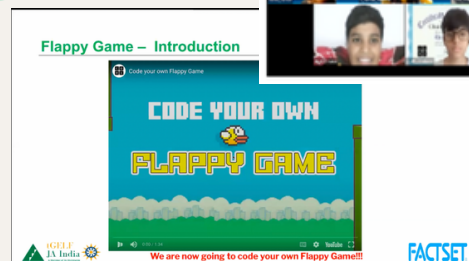 Flappy Game – Introduction
Code your own Flappy Game
CODE YOUR OWN
FLAPPY GAME
YouTube
We are now going to code your own Flappy Game!!!
JA India
FACTSET